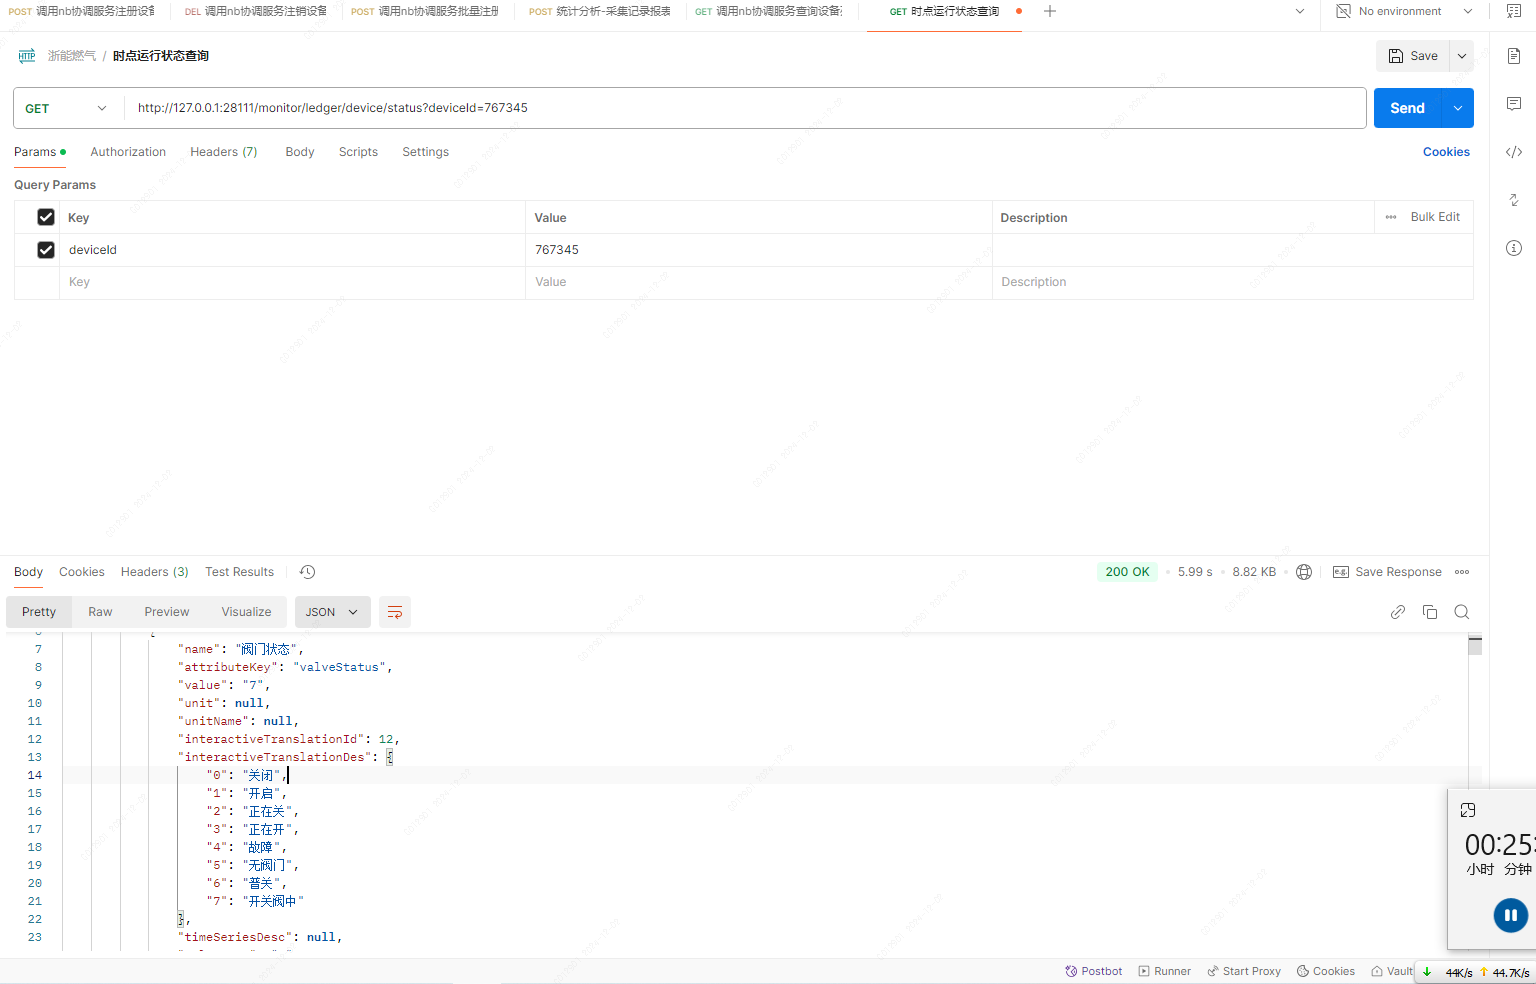 POST 调用nb协调服务注册设备
DEL 调用nb协调服务注销设备
POST 调用nb协调服务批量注册
POST 统计分析-采集记录报表
GET 调用nb协调服务查询设备
GET 时点运行状态查询
No environment
HTTP 浙能燃气 / 时点运行状态查询
Save
GET
http://127.0.0.1:28111/monitor/ledger/device/status?deviceId=767345
Send
Params
Authorization
Headers (7)
Body
Scripts
Settings
Cookies
Query Params
Key
Value
Description
Bulk Edit
deviceId
767345
Key
Value
Description
Body
Cookies
Headers (3)
Test Results
200 OK
5.99 s
8.82 KB
e.g.
Save Response
Pretty
Raw
Preview
Visualize
JSON
7 "name": "阀门状态",
8 "attributeKey": "valveStatus",
9 "value": "7",
10 "unit": null,
11 "unitName": null,
12 "interactiveTranslationId": 12,
13 "interactiveTranslationDes": {
14 "0": "关闭",
15 "1": "开启",
16 "2": "正在关",
17 "3": "正在开",
18 "4": "故障",
19 "5": "无阀门",
20 "6": "普关",
21 "7": "开关阀中"
22 },
23 "timeSeriesDesc": null,
00:25:
小时 分钟
Postbot
Runner
Start Proxy
Cookies
Vault
44K/s
44.7K/s